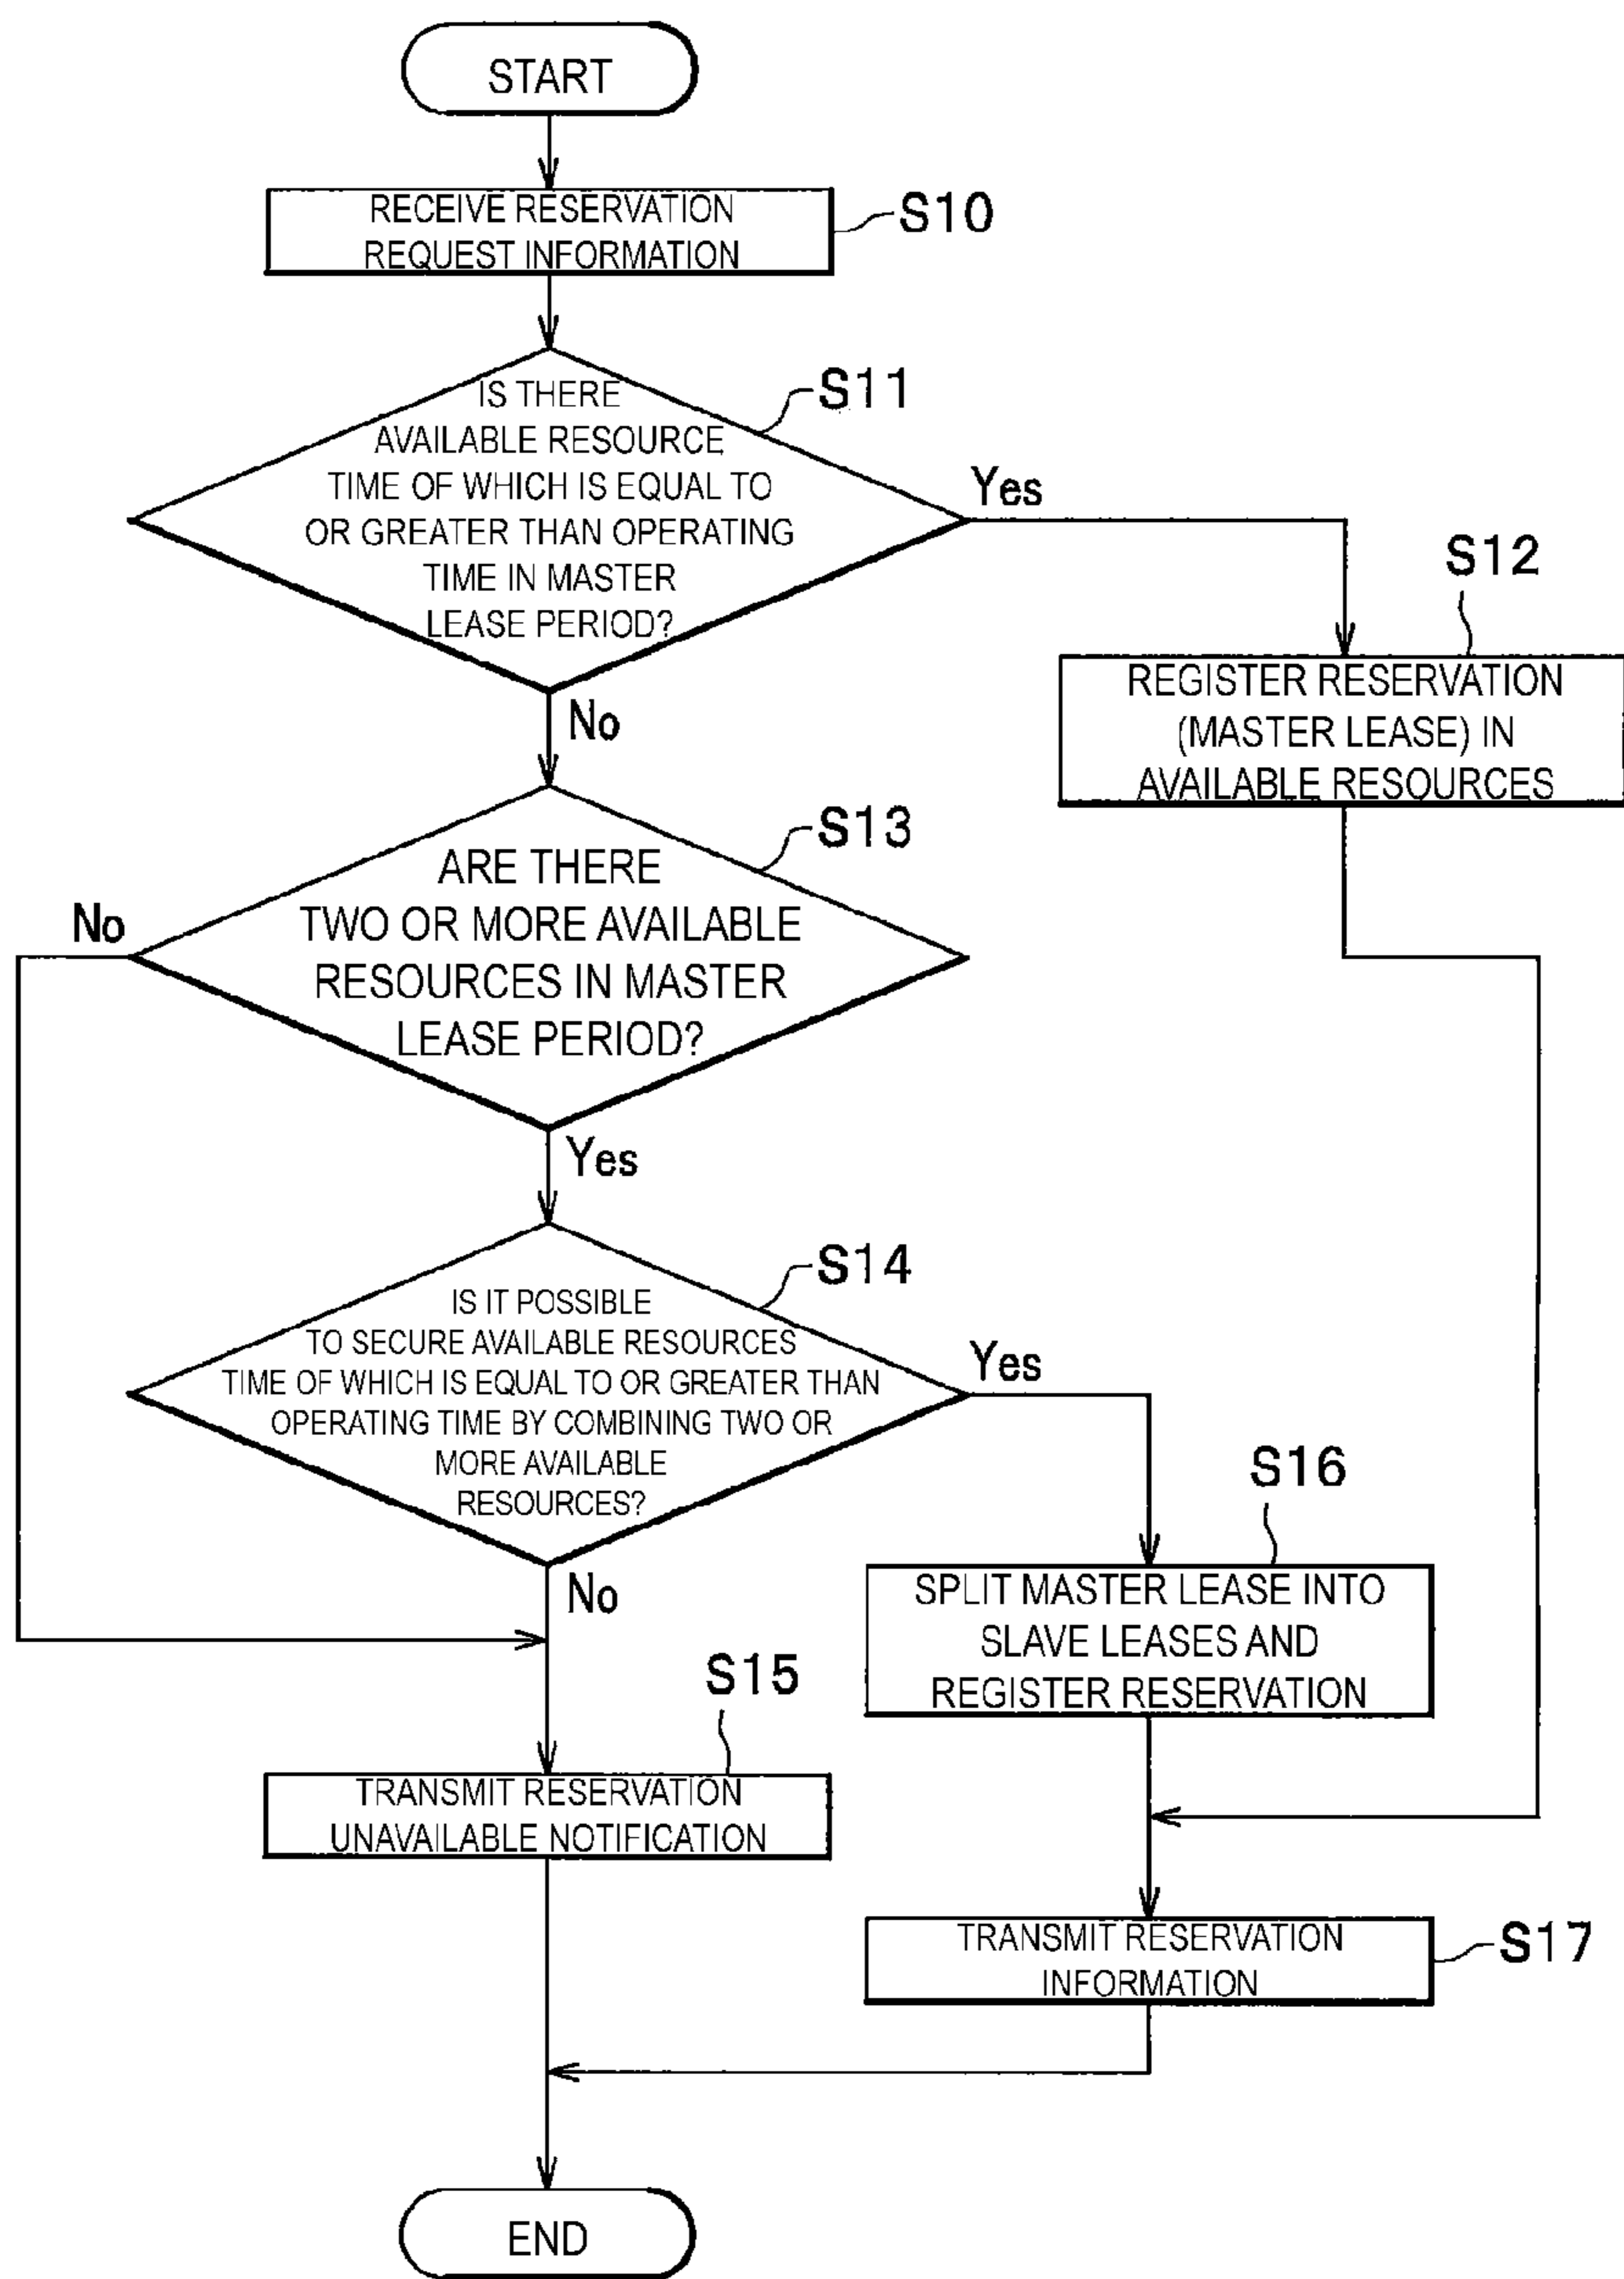 START
RECEIVE RESERVATION
REQUEST INFORMATION
S10
IS THERE
AVAILABLE RESOURCE
TIME OF WHICH IS EQUAL TO
OR GREATER THAN OPERATING
TIME IN MASTER
LEASE PERIOD?
S11
Yes
No
S12
REGISTER RESERVATION
(MASTER LEASE) IN
AVAILABLE RESOURCES
S13
ARE THERE
TWO OR MORE AVAILABLE
RESOURCES IN MASTER
LEASE PERIOD?
No
Yes
S14
IS IT POSSIBLE
TO SECURE AVAILABLE RESOURCES
TIME OF WHICH IS EQUAL TO OR GREATER THAN
OPERATING TIME BY COMBINING TWO OR
MORE AVAILABLE
RESOURCES?
Yes
No
S16
SPLIT MASTER LEASE INTO
SLAVE LEASES AND
REGISTER RESERVATION
S15
TRANSMIT RESERVATION
UNAVAILABLE NOTIFICATION
TRANSMIT RESERVATION
INFORMATION
S17
END